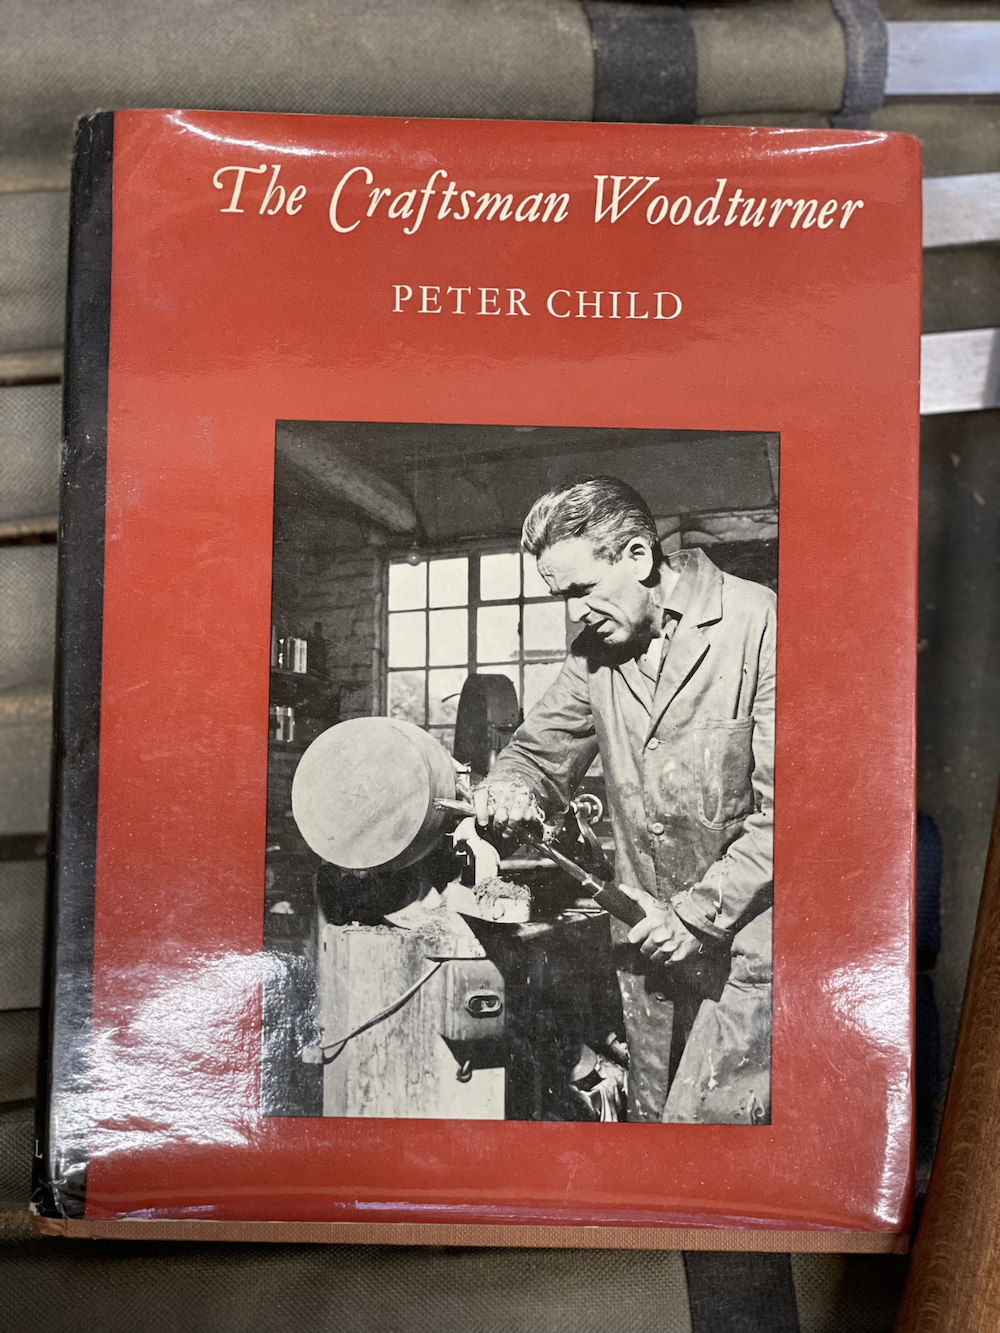 The Craftsman Woodturner
PETER CHILD